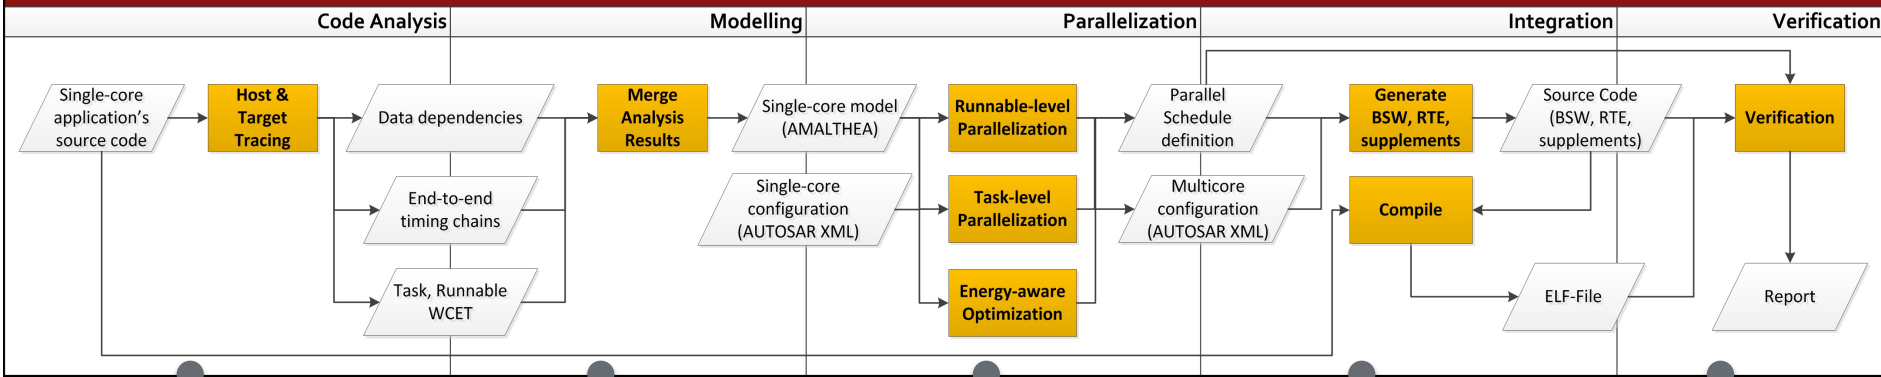 Code Analysis
Modelling
Parallelization
Integration
Verification
Single-core
application's
source code
Host &
Target
Tracing
Data dependencies
End-to-end
timing chains
Task, Runnable
WCET
Merge
Analysis
Results
Single-core model
(AMALTHEA)
Single-core
configuration
(AUTOSAR XML)
Runnable-level
Parallelization
Task-level
Parallelization
Energy-aware
Optimization
Parallel
Schedule
definition
Multicore
configuration
(AUTOSAR XML)
Generate
BSW, RTE,
supplements
Compile
Source Code
(BSW, RTE,
supplements)
ELF-File
Verification
Report